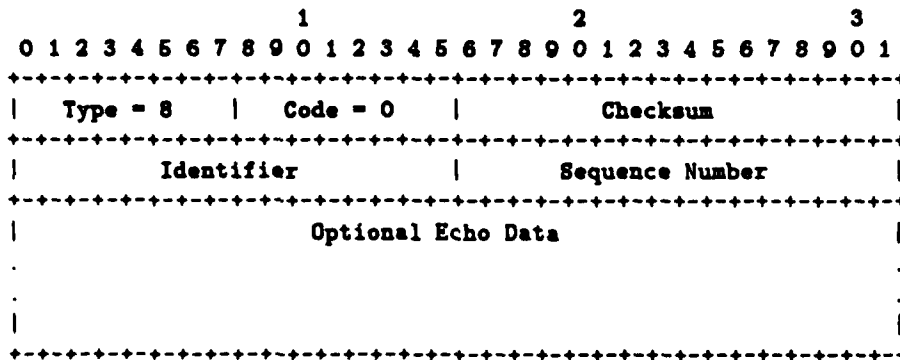 1 2 3
0 1 2 3 4 5 6 7 8 9 0 1 2 3 4 5 6 7 8 9 0 1 2 3 4 5 6 7 8 9 0 1
+-+-+-+-+-+-+-+-+-+-+-+-+-+-+-+-+-+-+-+-+-+-+-+-+-+-+-+-+-+-+-+-+
| Type = 8 | Code = 0 | Checksum |
+-+-+-+-+-+-+-+-+-+-+-+-+-+-+-+-+-+-+-+-+-+-+-+-+-+-+-+-+-+-+-+-+
| Identifier | Sequence Number |
+-+-+-+-+-+-+-+-+-+-+-+-+-+-+-+-+-+-+-+-+-+-+-+-+-+-+-+-+-+-+-+-+
| Optional Echo Data |
.
.
| |
+-+-+-+-+-+-+-+-+-+-+-+-+-+-+-+-+-+-+-+-+-+-+-+-+-+-+-+-+-+-+-+-+